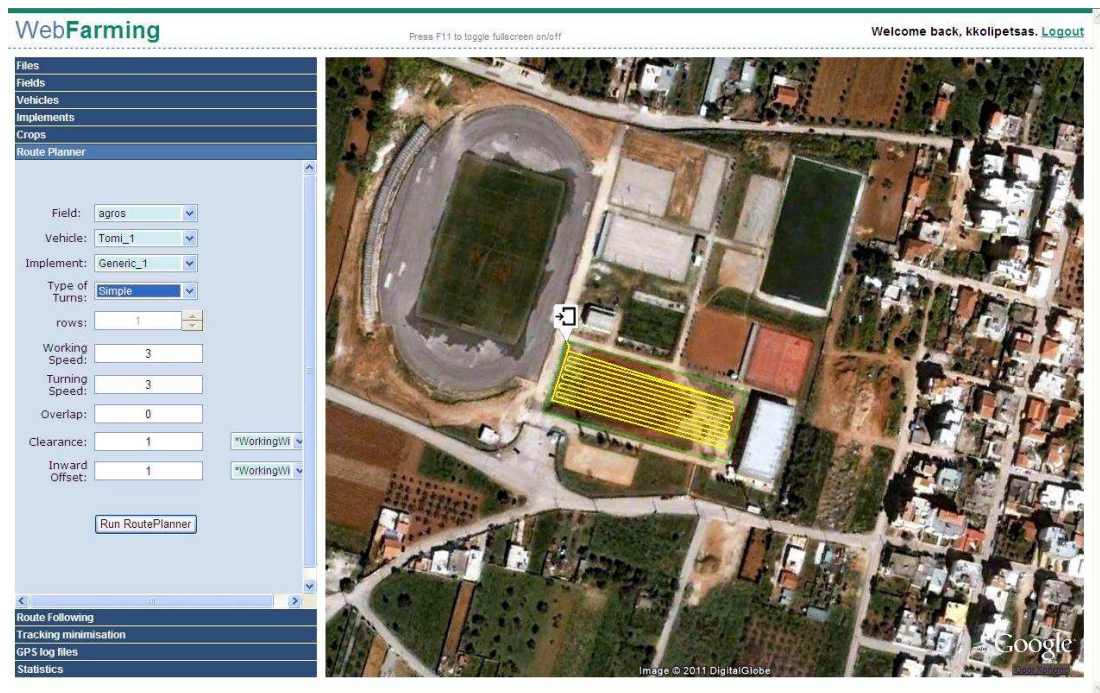 WebFarming
Press F11 to toggle fullscreen on/off
Welcome back, kkolipetsas. Logout
Files
Fields
Vehicles
Implements
Crops
Route Planner
Field: agros
Vehicle: Tomi_1
Implement: Generic_1
Type of
Turns: Simple
rows: 1
Working
Speed: 3
Turning
Speed: 3
Overlap: 0
Clearance: 1 *WorkingWi
Inward
Offset: 1 *WorkingWi
Run RoutePlanner
Route Following
Tracking minimisation
GPS log files
Statistics
Google
Image © 2011 DigitalGlobe